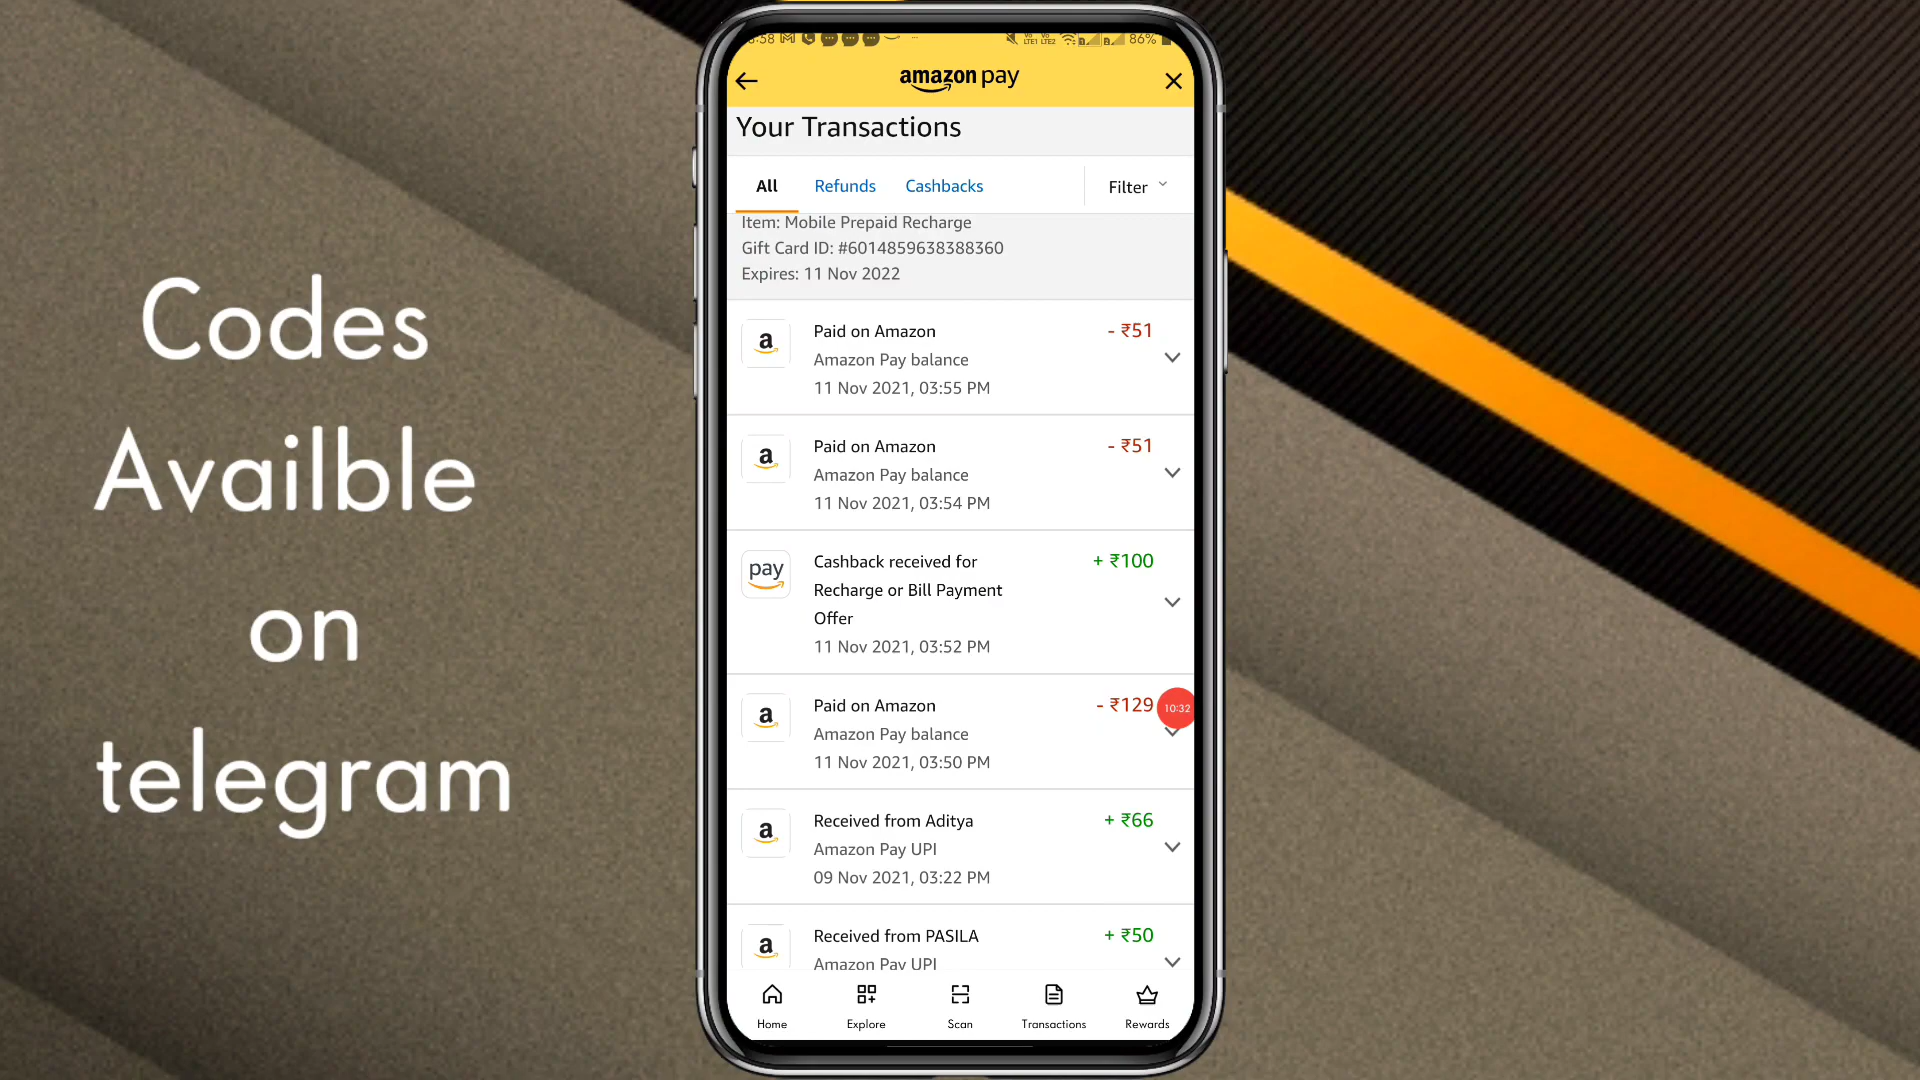 Codes
Availble
on
telegram
:58
LTE1 LTE2
86%
amazon pay
Your Transactions
All Refunds Cashbacks Filter
Item: Mobile Prepaid Recharge
Gift Card ID: #6014859638388360
Expires: 11 Nov 2022
a
Paid on Amazon - ₹51
Amazon Pay balance
11 Nov 2021, 03:55 PM
a
Paid on Amazon - ₹51
Amazon Pay balance
11 Nov 2021, 03:54 PM
pay
Cashback received for + ₹100
Recharge or Bill Payment
Offer
11 Nov 2021, 03:52 PM
a
Paid on Amazon - ₹129
10:32
Amazon Pay balance
11 Nov 2021, 03:50 PM
a
Received from Aditya + ₹66
Amazon Pay UPI
09 Nov 2021, 03:22 PM
a
Received from PASILA + ₹50
Amazon Pay UPI
Home Explore Scan Transactions Rewards